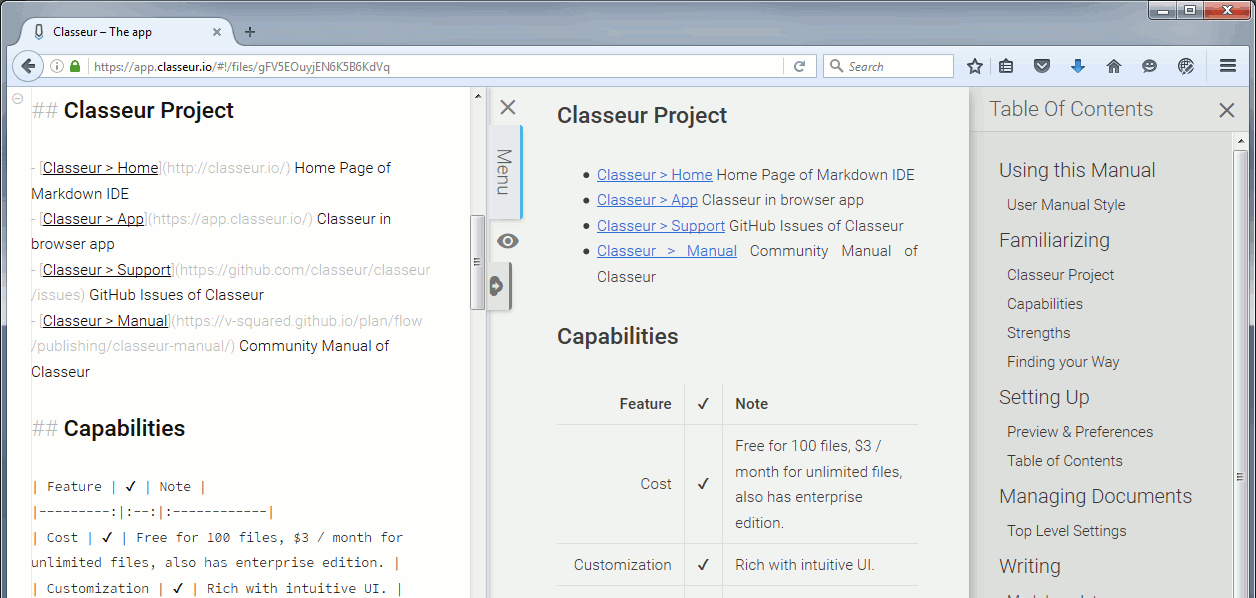 Classeur – The app
https://app.classeur.io/#!/files/gFV5EOuyjEN6K5B6KdVq
Search
## Classeur Project
- [Classeur > Home](http://classeur.io/) Home Page of
Markdown IDE
- [Classeur > App](https://app.classeur.io/) Classeur in
browser app
- [Classeur > Support](https://github.com/classeur/classeur
/issues) GitHub Issues of Classeur
- [Classeur > Manual](https://v-squared.github.io/plan/flow
/publishing/classeur-manual/) Community Manual of
Classeur
## Capabilities
| Feature | ✓ | Note |
|---------:|:--:|:------------|
| Cost | ✓ | Free for 100 files, $3 / month for
unlimited files, also has enterprise edition. |
| Customization | ✓ | Rich with intuitive UI. |
Menu
Classeur Project
Classeur > Home Home Page of Markdown IDE
Classeur > App Classeur in browser app
Classeur > Support GitHub Issues of Classeur
Classeur > Manual Community Manual of
Classeur
Capabilities
Feature ✓ Note
Cost ✓ Free for 100 files, $3 /
month for unlimited files,
also has enterprise
edition.
Customization ✓ Rich with intuitive UI.
Table Of Contents
Using this Manual
User Manual Style
Familiarizing
Classeur Project
Capabilities
Strengths
Finding your Way
Setting Up
Preview & Preferences
Table of Contents
Managing Documents
Top Level Settings
Writing